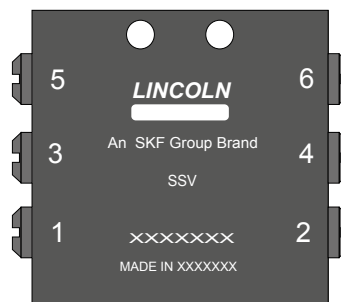 5 LINCOLN 6
3 An SKF Group Brand 4
SSV
1 XXXXXXX 2
MADE IN XXXXXXX